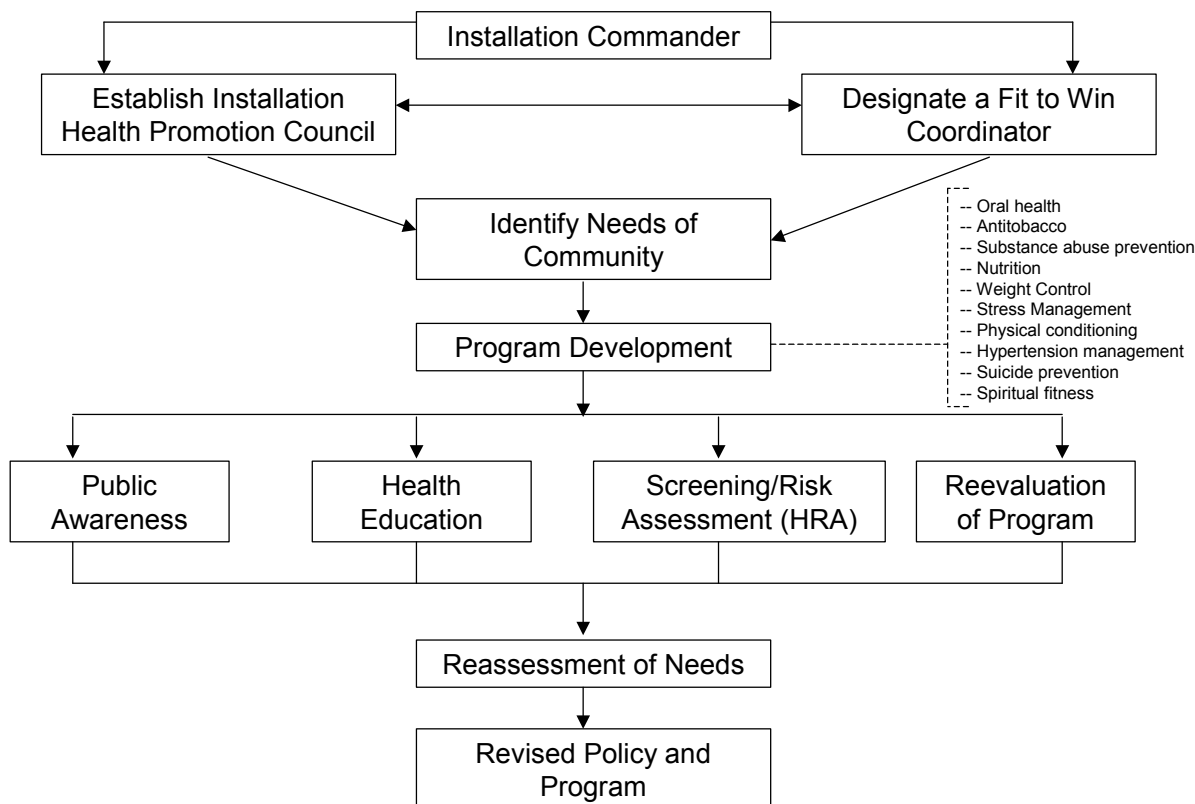 Installation Commander
Establish Installation
Health Promotion Council
Designate a Fit to Win
Coordinator
Identify Needs of
Community
-- Oral health
-- Antitobacco
-- Substance abuse prevention
-- Nutrition
-- Weight Control
-- Stress Management
-- Physical conditioning
-- Hypertension management
-- Suicide prevention
-- Spiritual fitness
Program Development
Public
Awareness
Health
Education
Screening/Risk
Assessment (HRA)
Reevaluation
of Program
Reassessment of Needs
Revised Policy and
Program